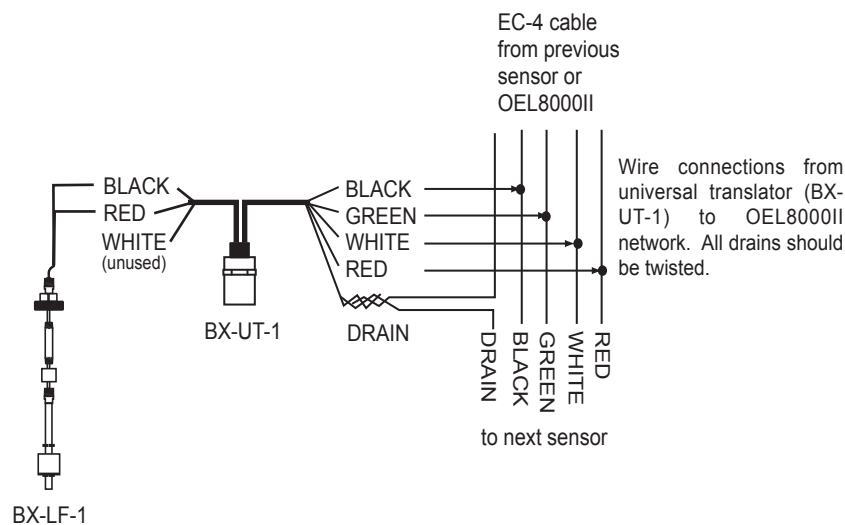 EC-4 cable
from previous
sensor or
OEL8000II
BLACK
RED
WHITE
(unused)
BX-UT-1
BX-LF-1
BLACK
GREEN
WHITE
RED
DRAIN
DRAIN
BLACK
GREEN
WHITE
RED
to next sensor
Wire connections from
universal translator (BX-
UT-1) to OEL8000II
network. All drains should
be twisted.